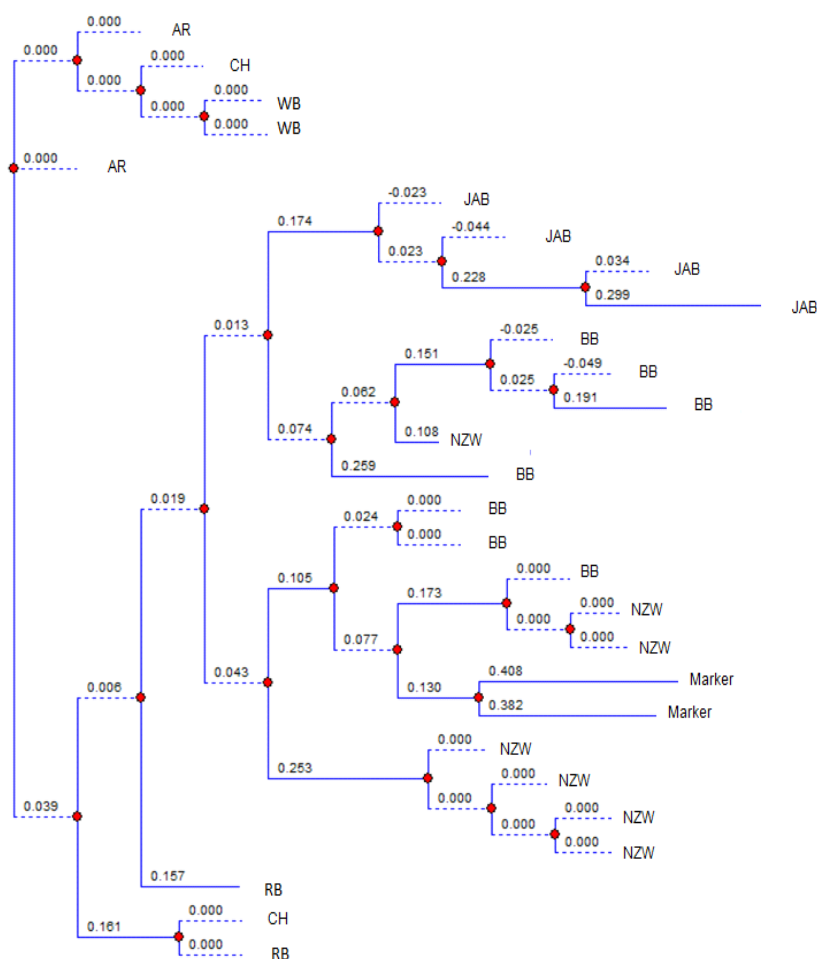 0.000
AR
0.000
0.000
CH
0.000
0.000
WB
0.000
0.000
WB
0.000
AR
-0.023
JAB
0.174
-0.044
JAB
0.023
0.034
JAB
0.228
0.299
JAB
0.013
-0.025
BB
0.151
-0.049
BB
0.025
0.062
0.191
BB
0.074
0.108
NZW
0.259
BB
0.019
0.000
BB
0.024
0.000
BB
0.105
0.000
BB
0.173
0.000
NZW
0.000
0.077
0.000
NZW
0.043
0.408
Marker
0.130
0.382
Marker
0.006
0.000
NZW
0.253
0.000
NZW
0.000
0.000
NZW
0.000
0.000
NZW
0.039
0.157
RB
0.000
CH
0.161
0.000
RB